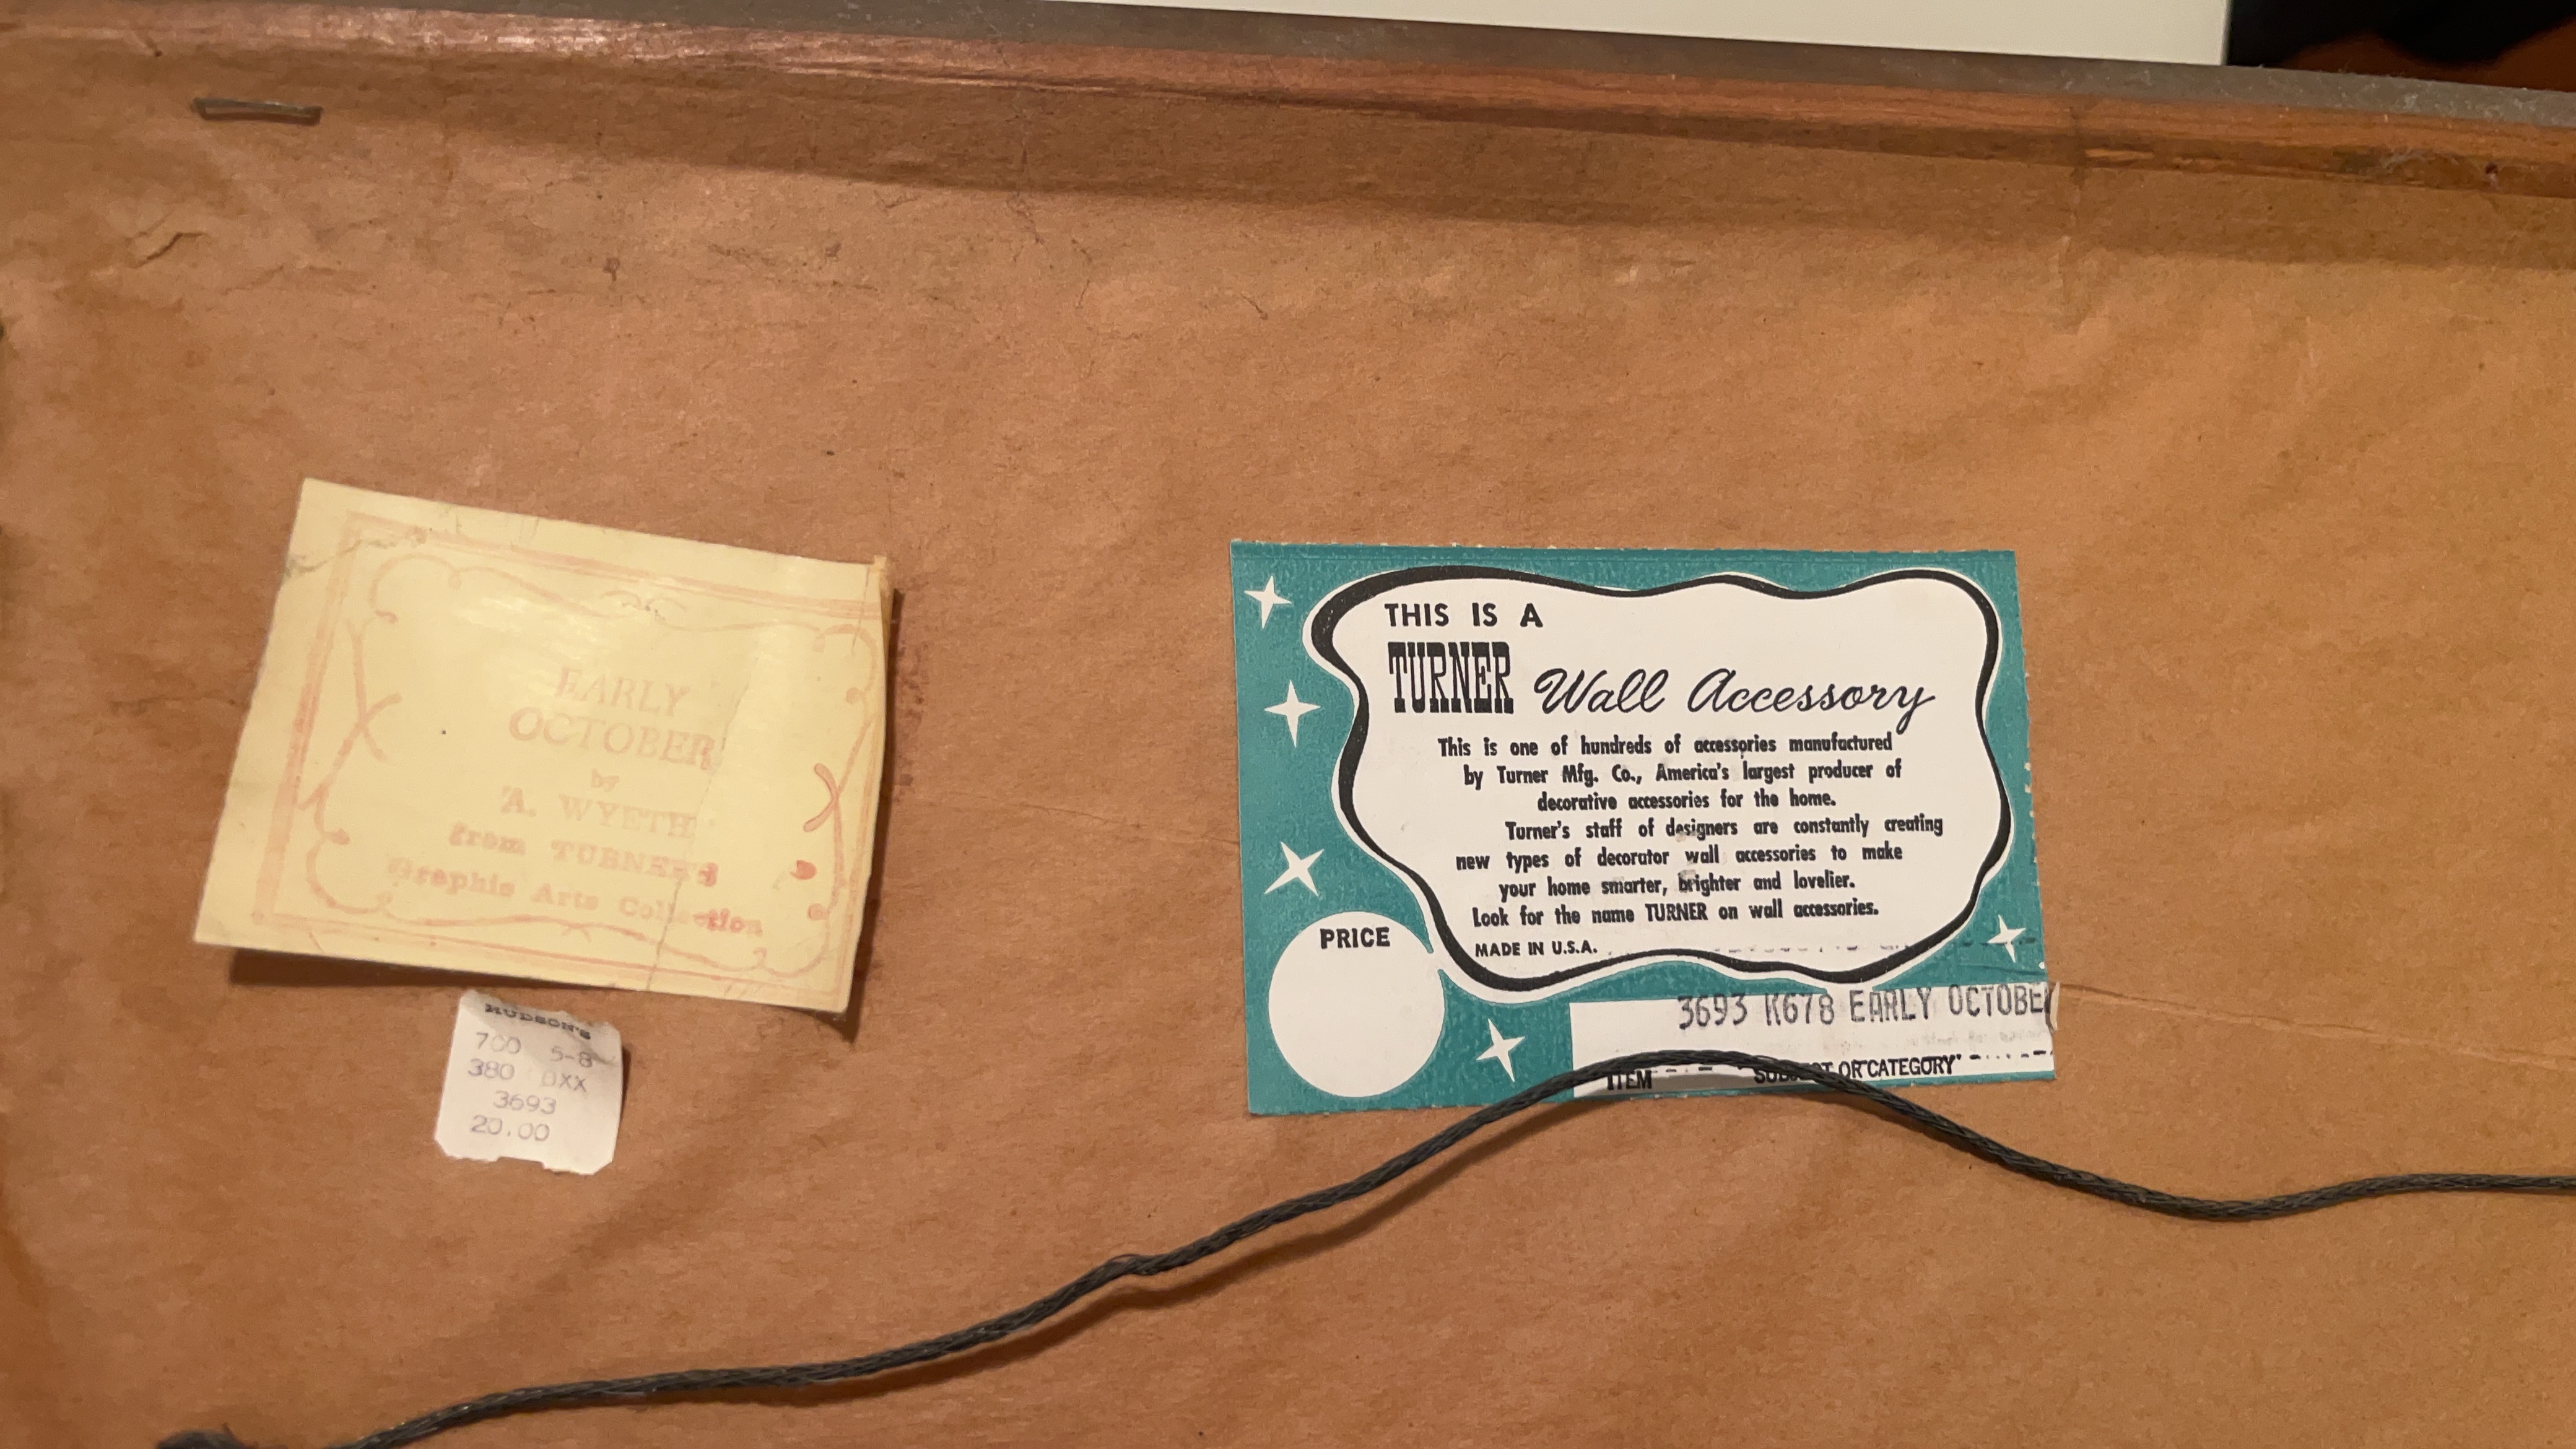 EARLY
OCTOBER
by
A. WYETH
from TURNER'S
Graphic Arts Collection
HUDSON'S
700 5-8
380 0XX
3693
20.00
THIS IS A
TURNER Wall Accessory
This is one of hundreds of accessories manufactured
by Turner Mfg. Co., America's largest producer of
decorative accessories for the home.
Turner's staff of designers are constantly creating
new types of decorator wall accessories to make
your home smarter, brighter and lovelier.
Look for the name TURNER on wall accessories.
MADE IN U.S.A.
PRICE
3693 K678 EARLY OCTOBER
ITEM SUBJECT OR CATEGORY